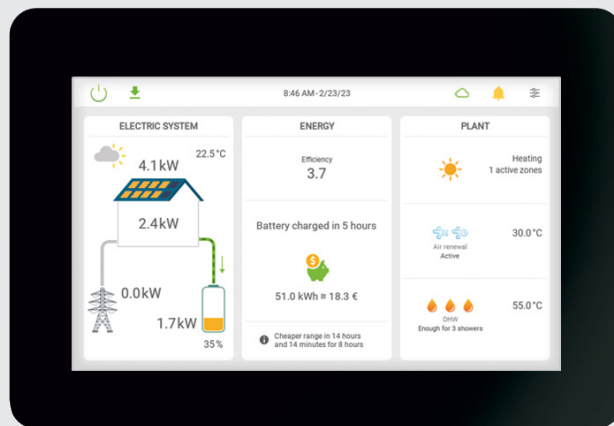 8:46 AM - 2/23/23
ELECTRIC SYSTEM
22.5°C
4.1kW
2.4kW
0.0kW
1.7kW
35%
ENERGY
Efficiency
3.7
Battery charged in 5 hours
$
51.0 kWh ≅ 18.3 €
Cheaper range in 14 hours
and 14 minutes for 8 hours
PLANT
Heating
1 active zones
Air renewal
Active
30.0°C
DHW
Enough for 3 showers
55.0°C